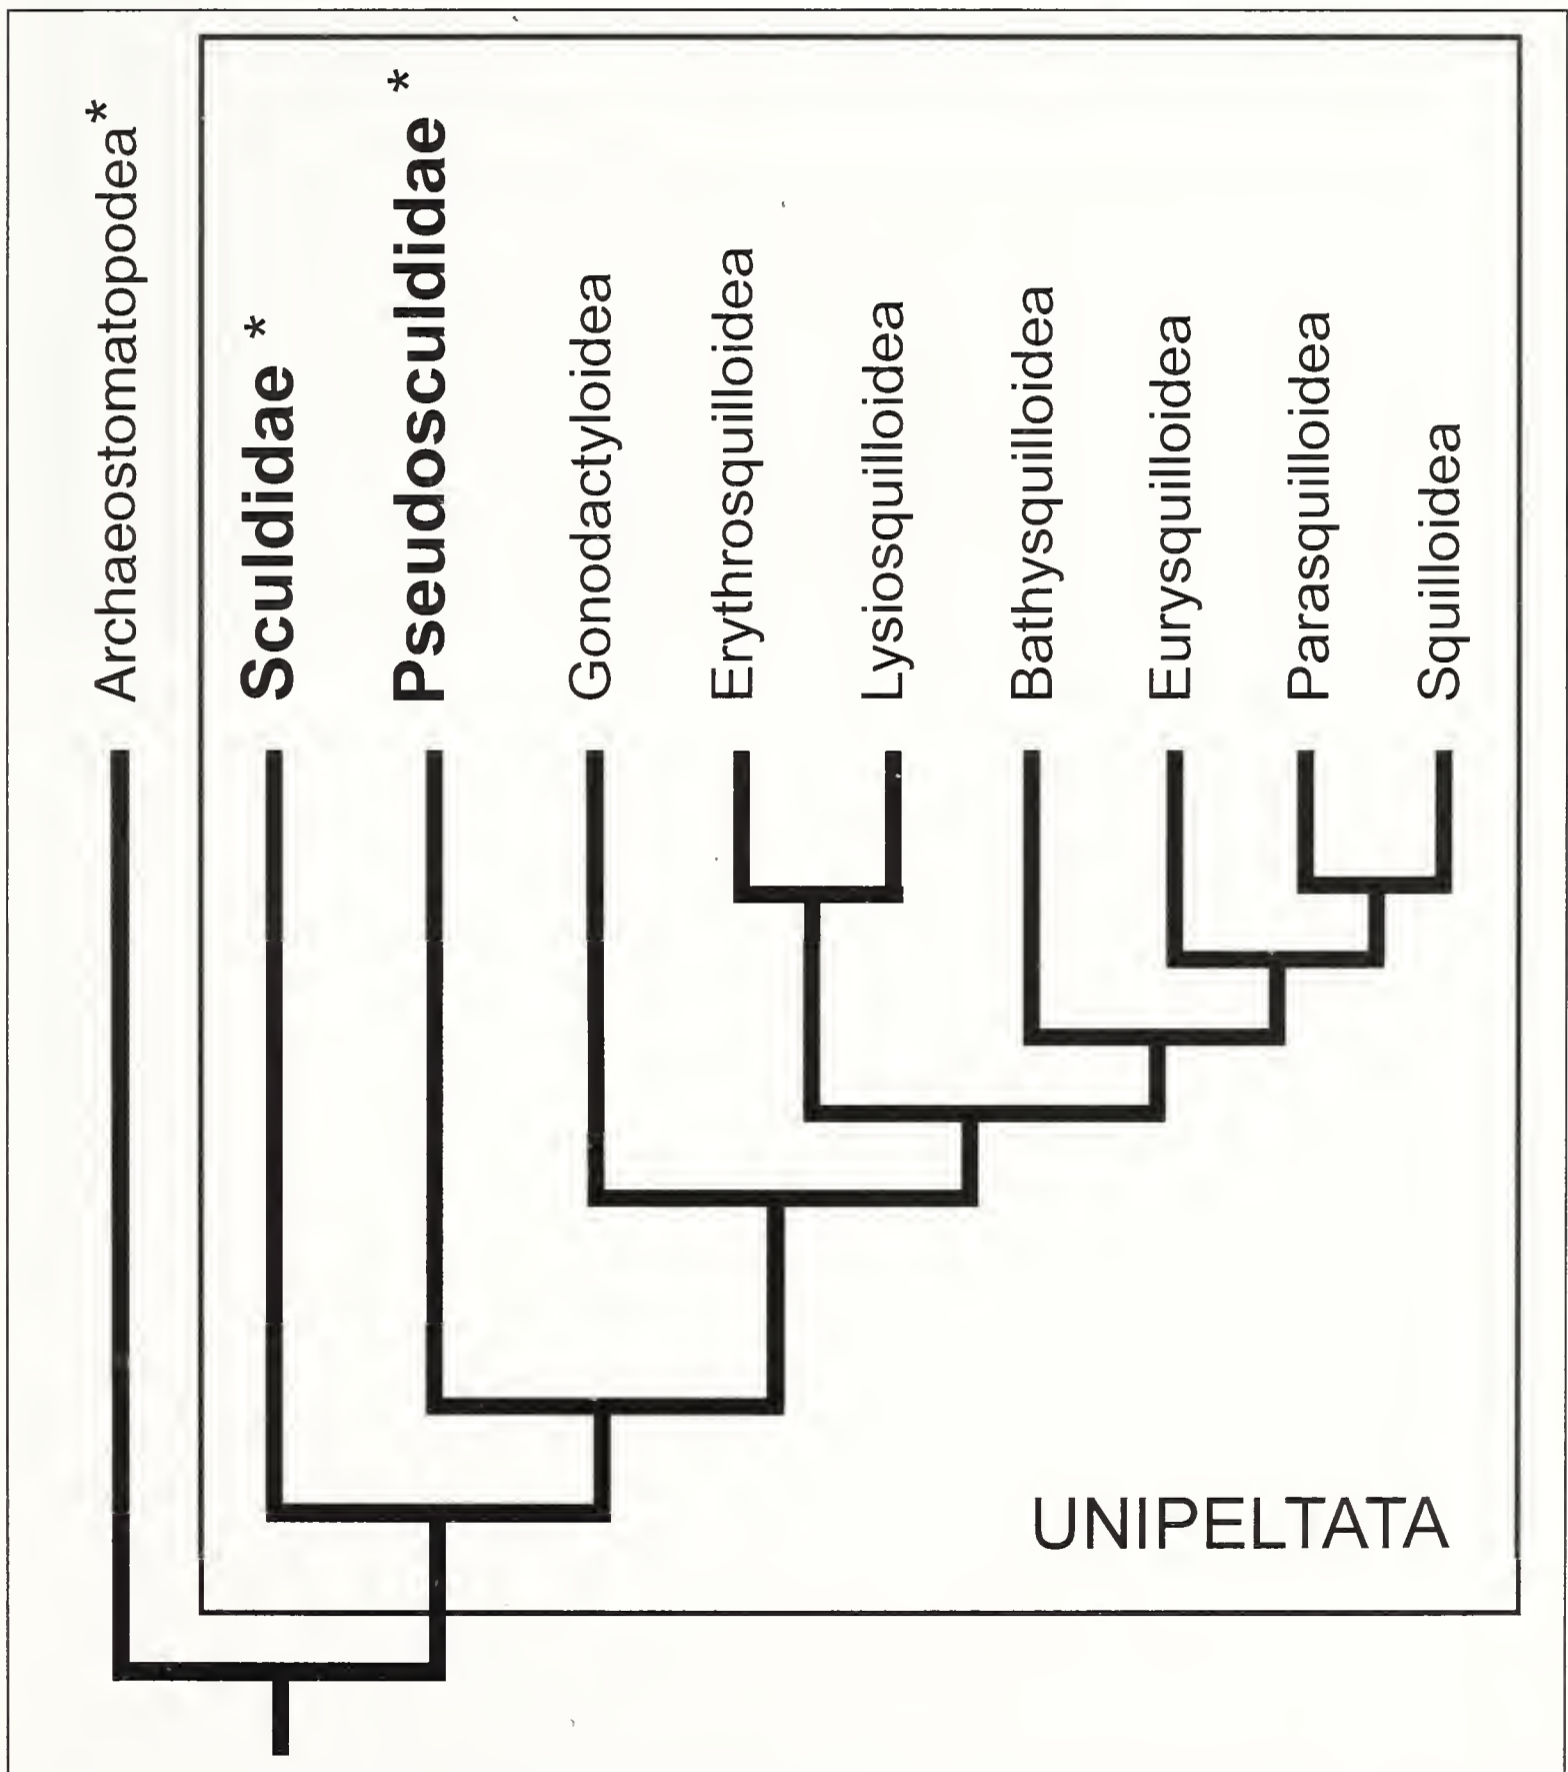 Archaeostomatopodea*
Sculdidae *
Pseudosculdidae *
Gonodactyloidea
Erythrosquilloidea
Lysiosquilloidea
Bathysquilloidea
Eurysquilloidea
Parasquilloidea
Squilloidea
UNIPELTATA